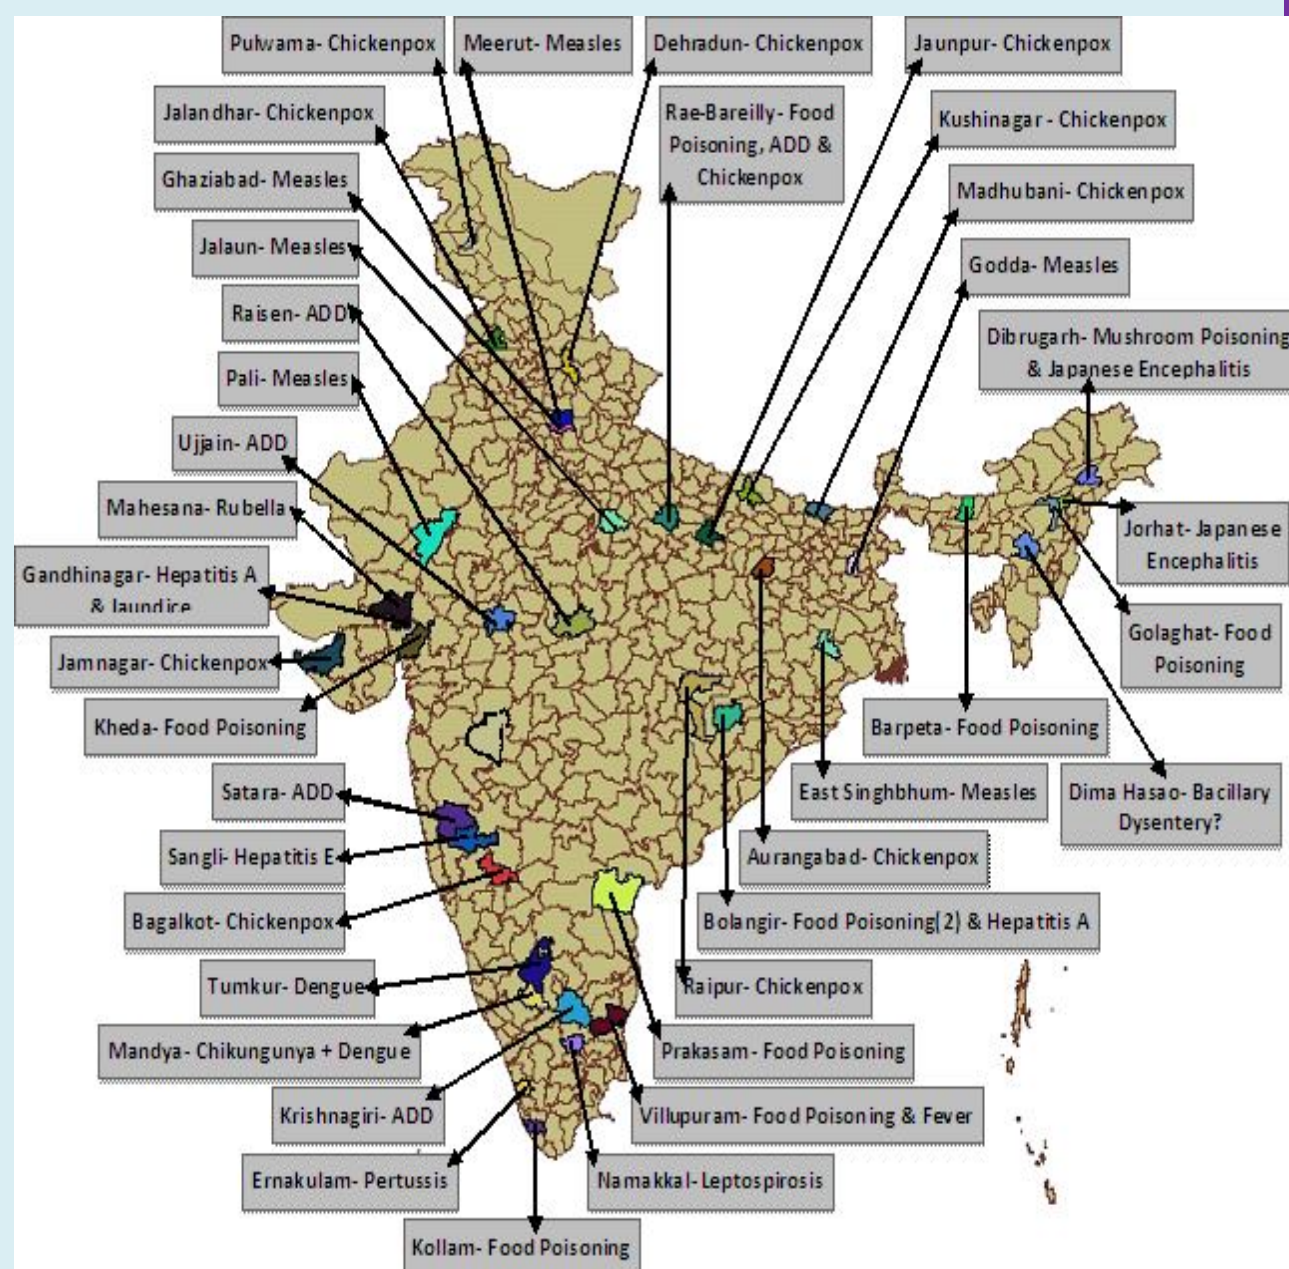 Pulwama- Chickenpox
Meerut- Measles
Dehradun- Chickenpox
Jaunpur- Chickenpox
Jalandhar- Chickenpox
Rae-Bareilly- Food
Poisoning, ADD &
Chickenpox
Kushinagar - Chickenpox
Ghaziabad- Measles
Madhubani- Chickenpox
Jalaun- Measles
Godda- Measles
Raisen- ADD
Dibrugarh- Mushroom Poisoning
& Japanese Encephalitis
Pali- Measles
Ujjain- ADD
Mahesana- Rubella
Jorhat- Japanese
Encephalitis
Gandhinagar- Hepatitis A
& Jaundice
Golaghat- Food
Poisoning
Jamnagar- Chickenpox
Kheda- Food Poisoning
Barpeta- Food Poisoning
Satara- ADD
East Singhbhum- Measles
Dima Hasao- Bacillary
Dysentery?
Sangli- Hepatitis E
Aurangabad- Chickenpox
Bagalkot- Chickenpox
Bolangir- Food Poisoning(2) & Hepatitis A
Tumkur- Dengue
Raipur- Chickenpox
Mandya- Chikungunya + Dengue
Prakasam- Food Poisoning
Krishnagiri- ADD
Villupuram- Food Poisoning & Fever
Ernakulam- Pertussis
Namakkal- Leptospirosis
Kollam- Food Poisoning